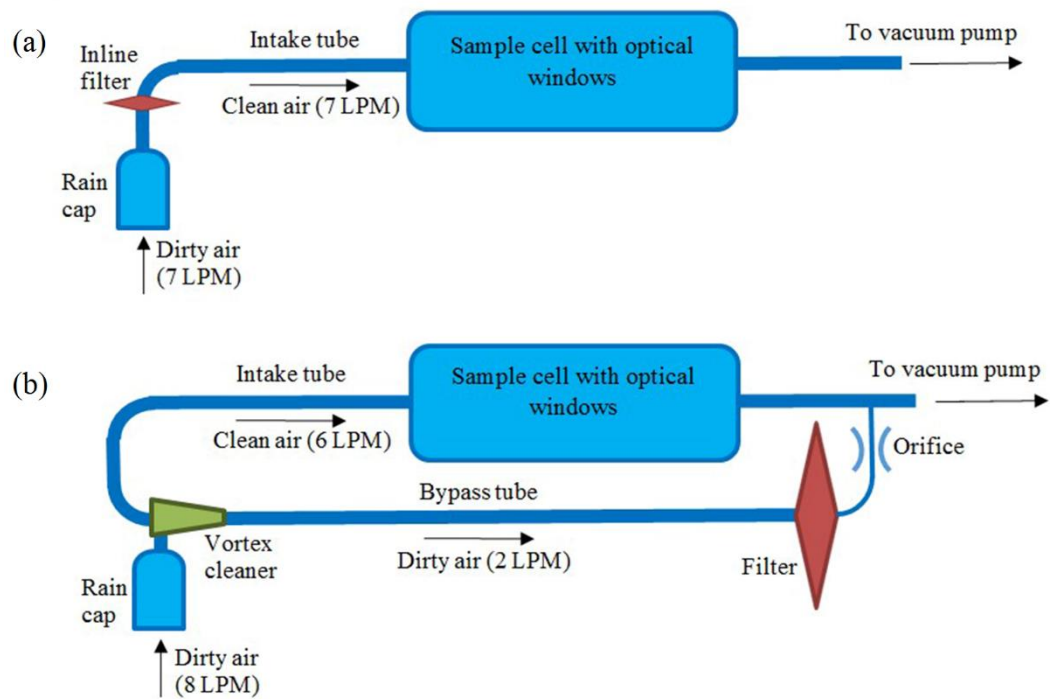 (a)
Inline
filter
Intake tube
Clean air (7 LPM)
Sample cell with optical
windows
To vacuum pump
Rain
cap
Dirty air
(7 LPM)
(b)
Intake tube
Clean air (6 LPM)
Sample cell with optical
windows
To vacuum pump
Orifice
Bypass tube
Dirty air (2 LPM)
Vortex
cleaner
Filter
Rain
cap
Dirty air
(8 LPM)